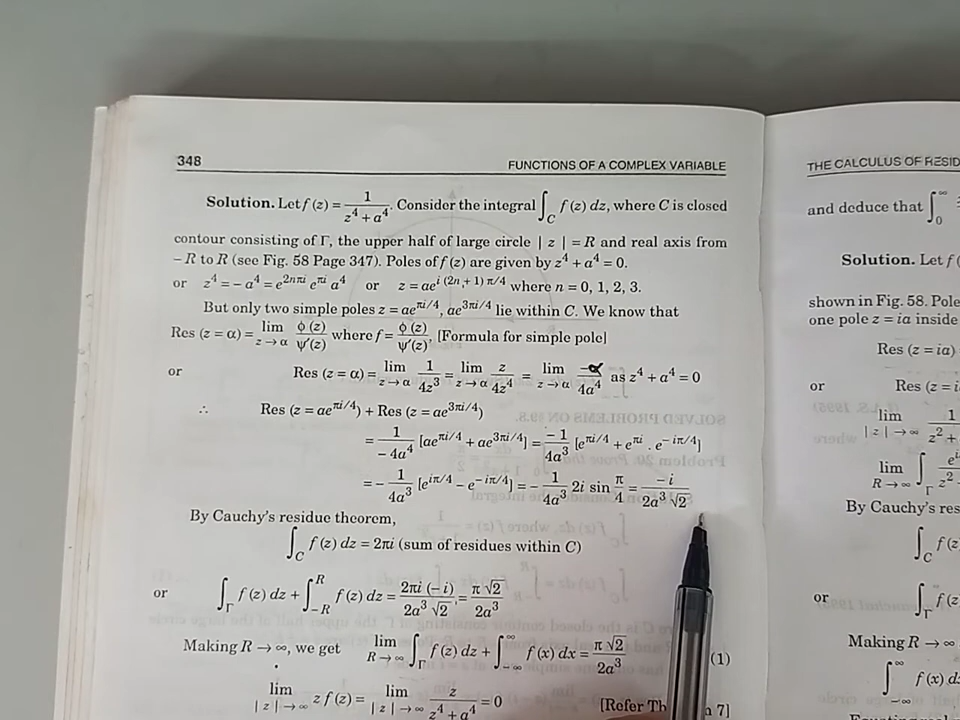 348 FUNCTIONS OF A COMPLEX VARIABLE
Solution. Let f (z) = 1/(z⁴ + a⁴). Consider the integral ∫_C f (z) dz, where C is closed
contour consisting of Γ, the upper half of large circle | z | = R and real axis from
– R to R (see Fig. 58 Page 347). Poles of f (z) are given by z⁴ + a⁴ = 0.
or z⁴ = – a⁴ = e^{2nπi} e^{πi} a⁴ or z = ae^{i (2n + 1) π/4} where n = 0, 1, 2, 3.
But only two simple poles z = ae^{πi/4}, ae^{3πi/4} lie within C. We know that
Res (z = α) = lim_{z → α} ϕ (z)/ψ′(z) where f = ϕ (z)/ψ′(z), [Formula for simple pole]
or Res (z = α) = lim_{z → α} 1/4z³ = lim_{z → α} z/4z⁴ = lim_{z → α} –α/4a⁴ as z⁴ + a⁴ = 0
∴ Res (z = ae^{πi/4}) + Res (z = ae^{3πi/4})
= 1/(– 4a⁴) [ae^{πi/4} + ae^{3πi/4}] = – 1/4a³ [e^{πi/4} + e^{πi} . e^{– iπ/4}]
= – 1/4a³ [e^{iπ/4} – e^{– iπ/4}] = – 1/4a³ 2i sin π/4 = – i/(2a³ √2)
By Cauchy's residue theorem,
∫_C f (z) dz = 2πi (sum of residues within C)
or ∫_Γ f (z) dz + ∫_{–R}^{R} f (z) dz = 2πi (– i)/(2a³ √2) = π √2/2a³
Making R → ∞, we get lim_{R → ∞} ∫_Γ f (z) dz + ∫_{– ∞}^{∞} f (x) dx = π √2/2a³ (1)
lim_{| z | → ∞} z f (z) = lim_{| z | → ∞} z/(z⁴ + a⁴) = 0 [Refer Th 7]
THE CALCULUS OF
and deduce that ∫_0^∞
Solution. Let f
shown in Fig. 58. Pole
one pole z = ia inside
Res (z = ia)
or Res (z =
lim_{| z | → ∞} 1/z² +
lim_{R → ∞} ∫_Γ
By Cauchy's
∫_C f (z)
or ∫_Γ f (z)
Making R → ∞
∫_{–∞}^{∞} f (x)